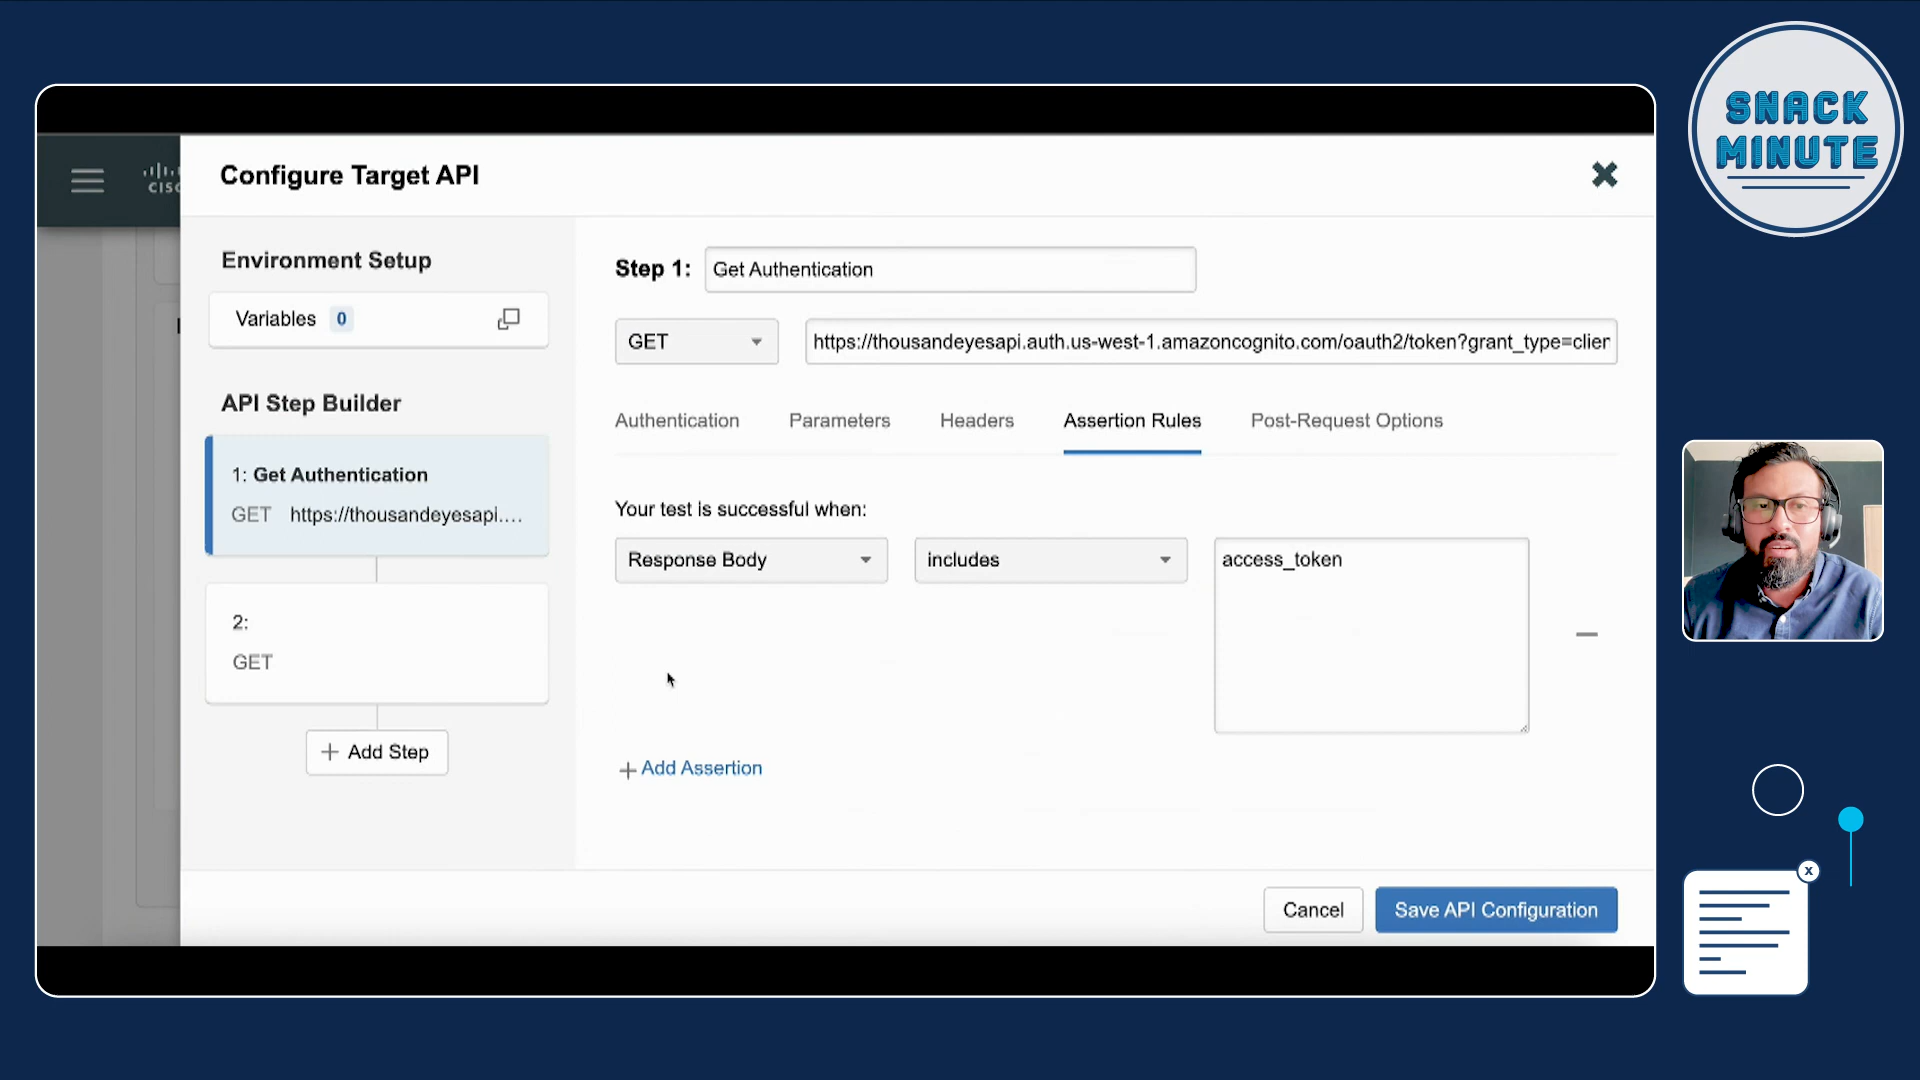 SNACK
MINUTE
CISC
Configure Target API
Environment Setup
Variables 0
API Step Builder
1: Get Authentication
GET https://thousandeyesapi....
2:
GET
+ Add Step
Step 1: Get Authentication
GET https://thousandeyesapi.auth.us-west-1.amazoncognito.com/oauth2/token?grant_type=clier
Authentication Parameters Headers Assertion Rules Post-Request Options
Your test is successful when:
Response Body includes access_token
+ Add Assertion
Cancel Save API Configuration
x